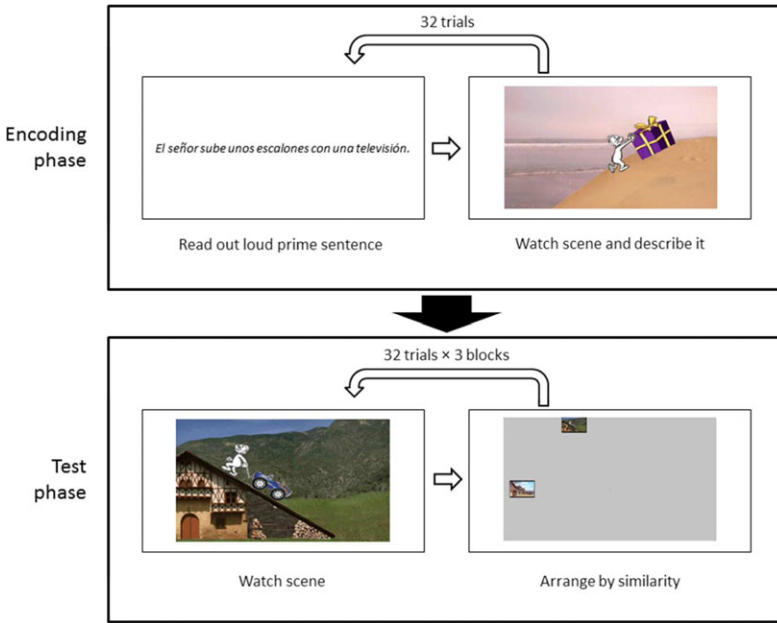 32 trials
Encoding
phase
El señor sube unos escalones con una televisión.
Read out loud prime sentence
Watch scene and describe it
32 trials × 3 blocks
Test
phase
Watch scene
Arrange by similarity